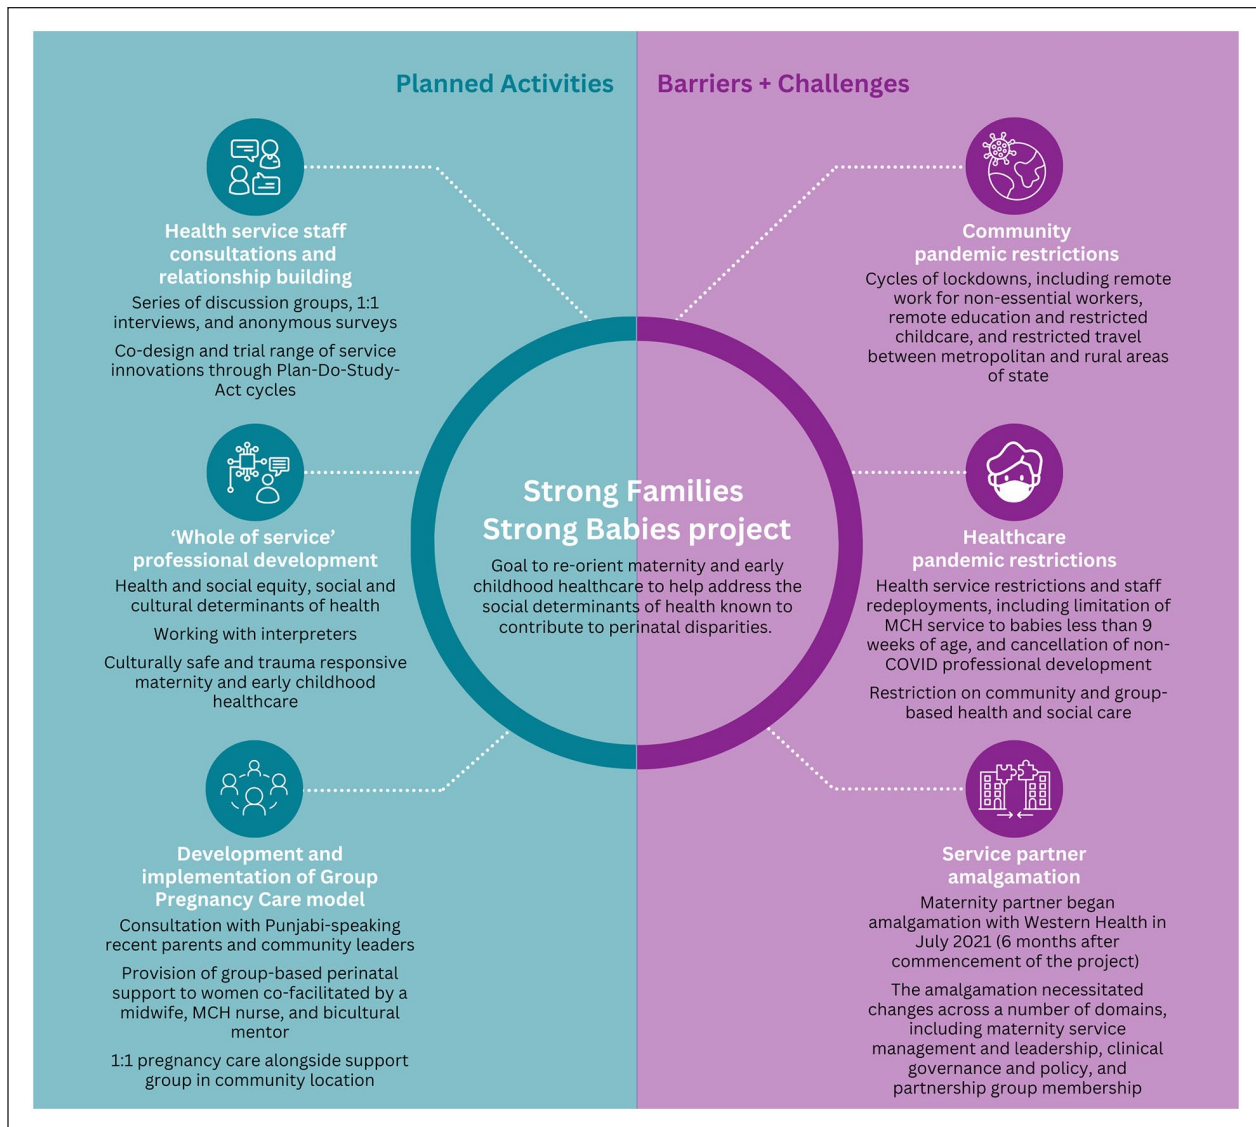 Planned Activities
Barriers + Challenges
Health service staff
consultations and
relationship building
Series of discussion groups, 1:1
interviews, and anonymous surveys
Co-design and trial range of service
innovations through Plan-Do-Study-
Act cycles
‘Whole of service’
professional development
Health and social equity, social and
cultural determinants of health
Working with interpreters
Culturally safe and trauma responsive
maternity and early childhood
healthcare
Development and
implementation of Group
Pregnancy Care model
Consultation with Punjabi-speaking
recent parents and community leaders
Provision of group-based perinatal
support to women co-facilitated by a
midwife, MCH nurse, and bicultural
mentor
1:1 pregnancy care alongside support
group in community location
Strong Families
Strong Babies project
Goal to re-orient maternity and early
childhood healthcare to help address the
social determinants of health known to
contribute to perinatal disparities.
Community
pandemic restrictions
Cycles of lockdowns, including remote
work for non-essential workers,
remote education and restricted
childcare, and restricted travel
between metropolitan and rural areas
of state
Healthcare
pandemic restrictions
Health service restrictions and staff
redeployments, including limitation of
MCH service to babies less than 9
weeks of age, and cancellation of non-
COVID professional development
Restriction on community and group-
based health and social care
Service partner
amalgamation
Maternity partner began
amalgamation with Western Health in
July 2021 (6 months after
commencement of the project)
The amalgamation necessitated
changes across a number of domains,
including maternity service
management and leadership, clinical
governance and policy, and
partnership group membership